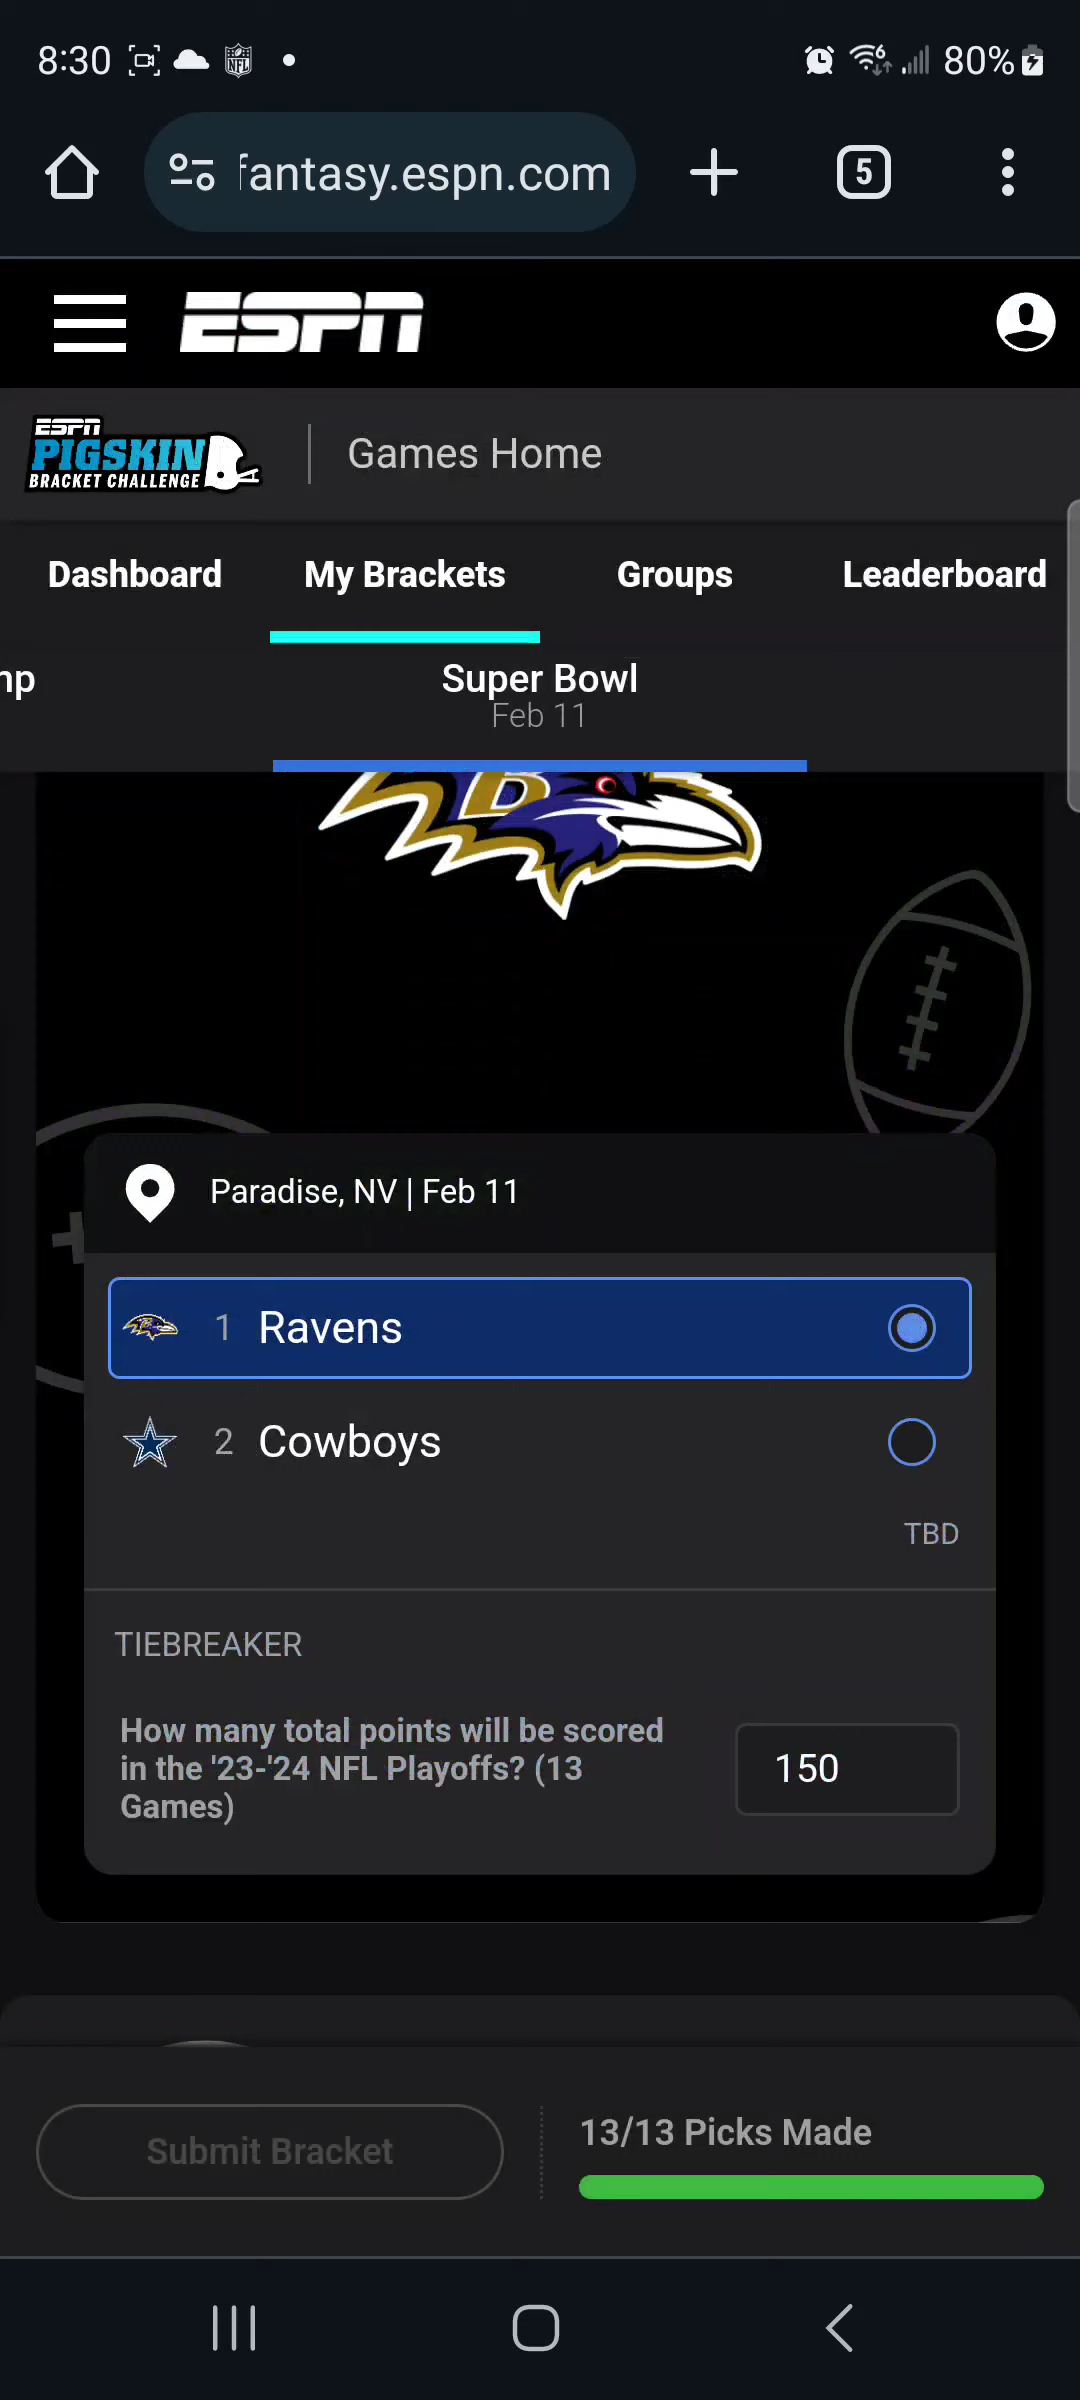 8:30
NFL
6
80%
fantasy.espn.com
5
ESPN
ESPN
PIGSKIN
BRACKET CHALLENGE
Games Home
Dashboard
My Brackets
Groups
Leaderboard
Super Bowl
Feb 11
B
Paradise, NV | Feb 11
1 Ravens
2 Cowboys
TBD
TIEBREAKER
How many total points will be scored
in the '23-'24 NFL Playoffs? (13
Games)
150
Submit Bracket
13/13 Picks Made